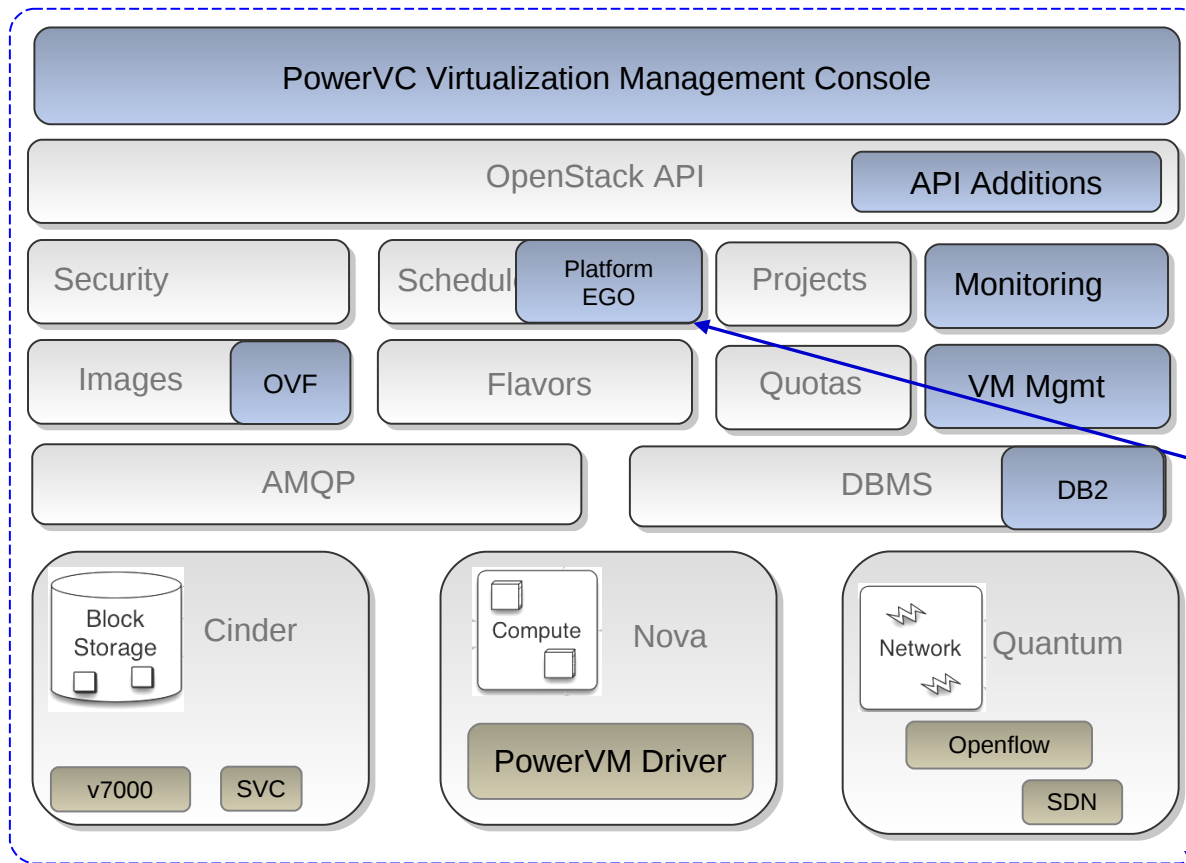 PowerVC Virtualization Management Console
OpenStack API
API Additions
Security
Schedul
Platform
EGO
Projects
Monitoring
Images
OVF
Flavors
Quotas
VM Mgmt
AMQP
DBMS
DB2
Block
Storage
Cinder
Compute
Nova
Network
Quantum
v7000
SVC
PowerVM Driver
Openflow
SDN